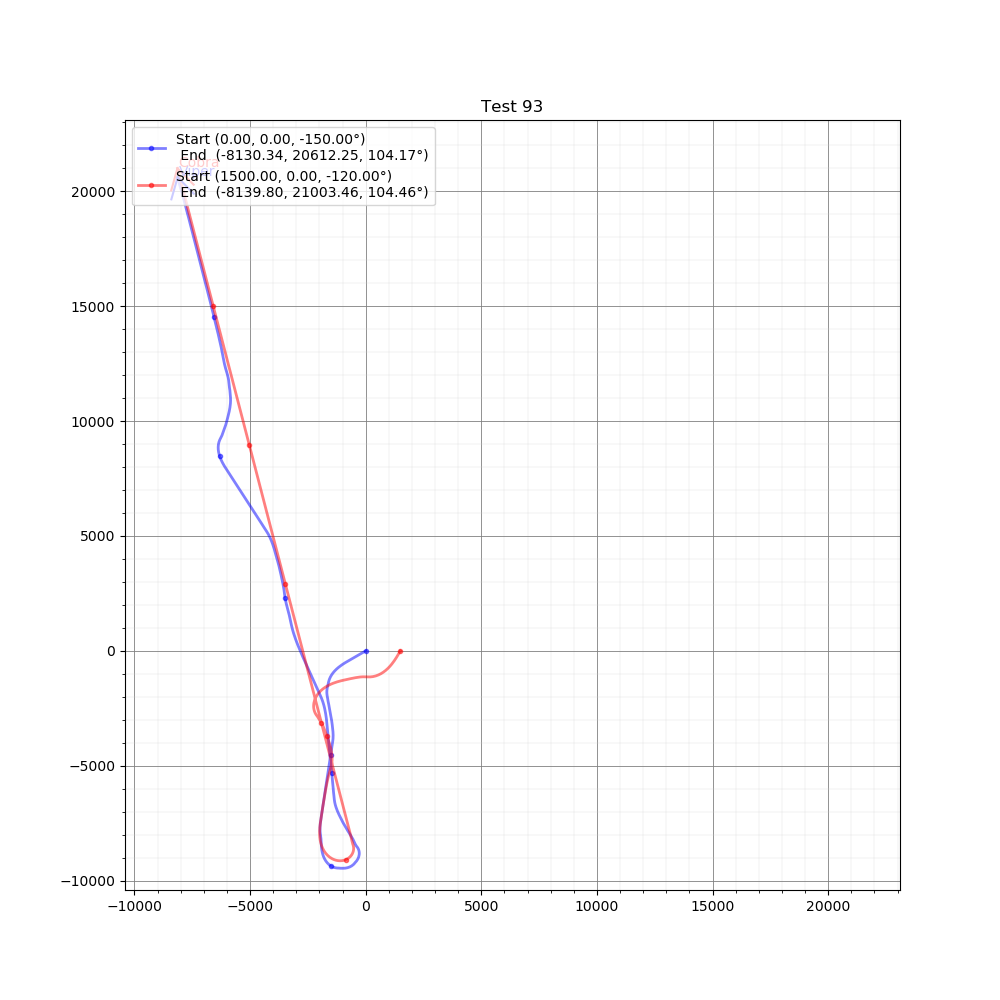 Test 93
Start (0.00, 0.00, -150.00°)
End (-8130.34, 20612.25, 104.17°)
Start (1500.00, 0.00, -120.00°)
End (-8139.80, 21003.46, 104.46°)
20000
15000
10000
5000
0
−5000
−10000
−10000 −5000 0 5000 10000 15000 20000